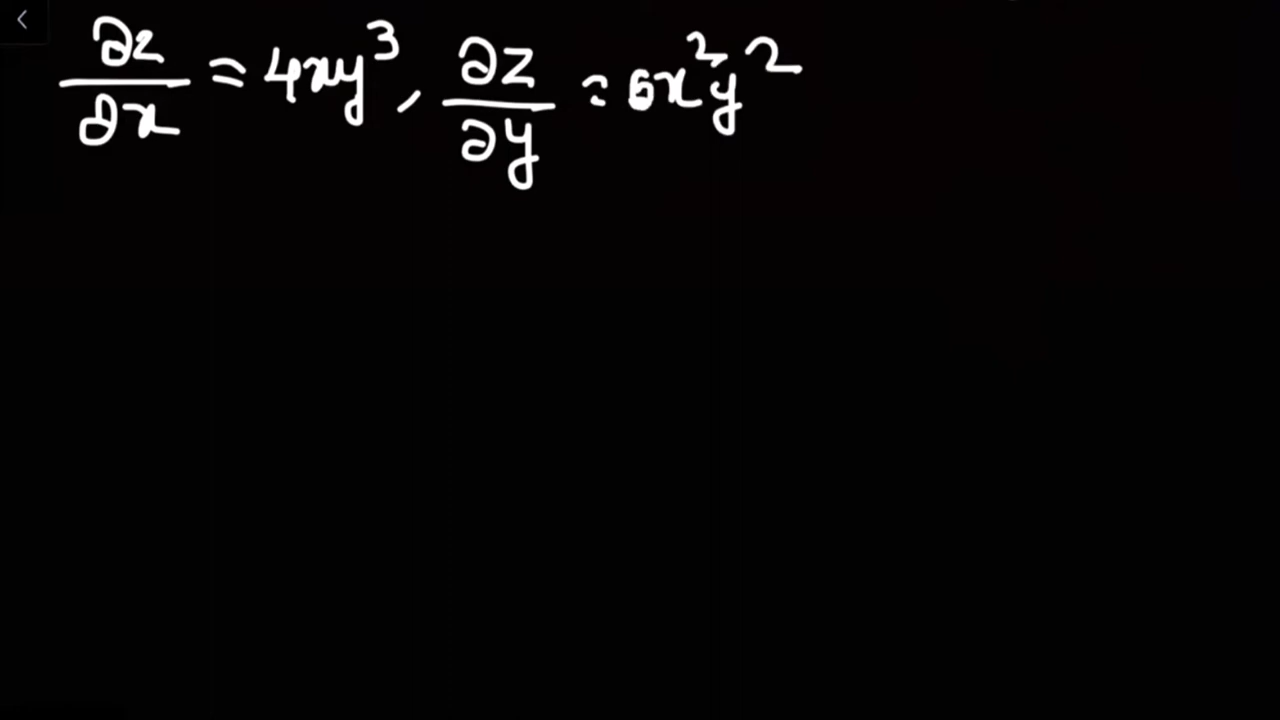 ∂z/∂x = 4xy³, ∂z/∂y = 6x²y²